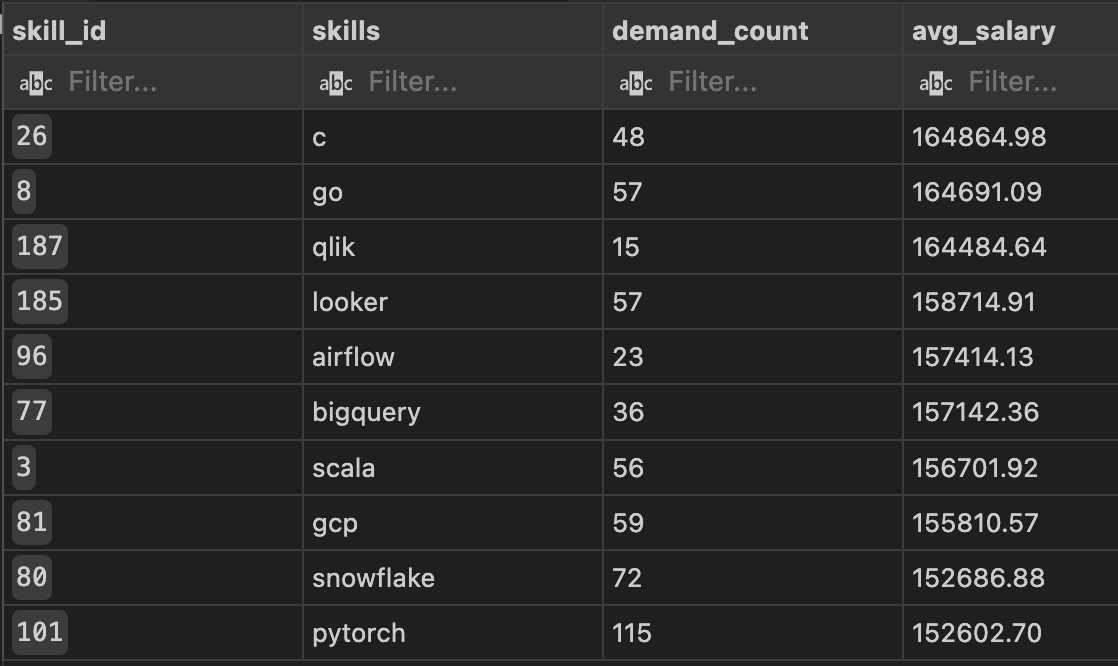 skill_id skills demand_count avg_salary
abc Filter... abc Filter... abc Filter... abc Filter...
26 c 48 164864.98
8 go 57 164691.09
187 qlik 15 164484.64
185 looker 57 158714.91
96 airflow 23 157414.13
77 bigquery 36 157142.36
3 scala 56 156701.92
81 gcp 59 155810.57
80 snowflake 72 152686.88
101 pytorch 115 152602.70